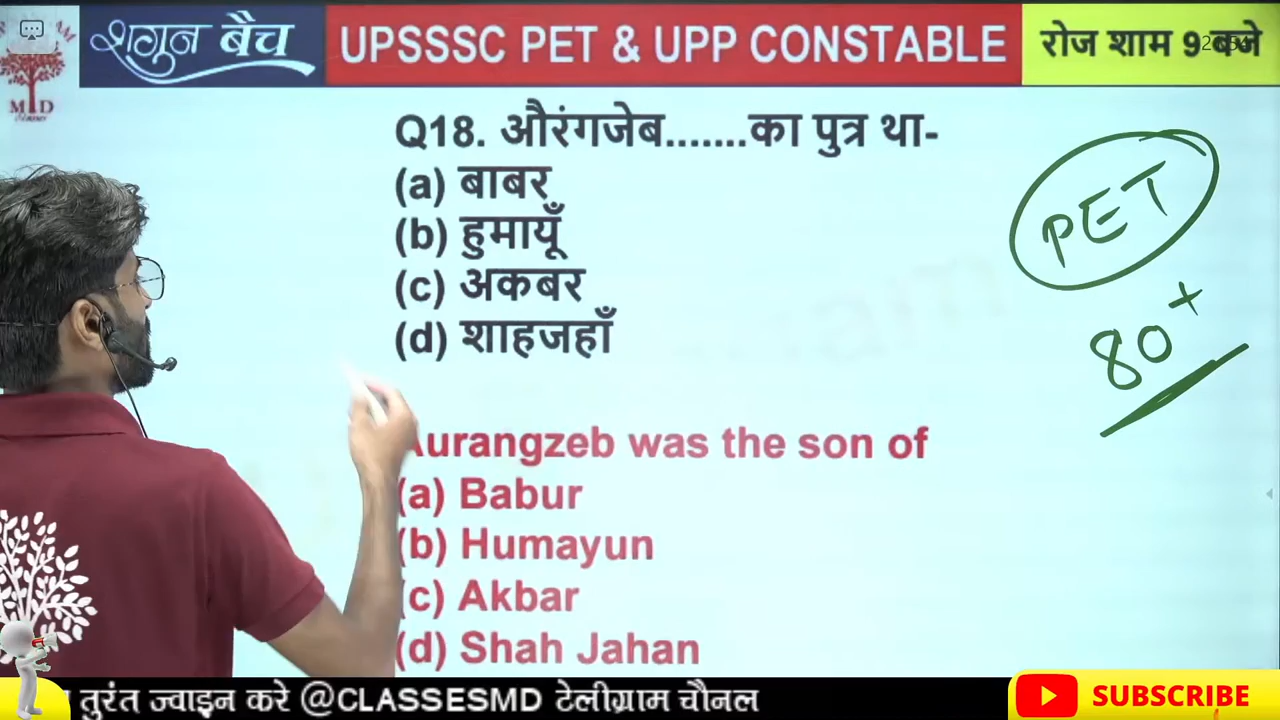 शगुन बैच
UPSSSC PET & UPP CONSTABLE
रोज शाम 9 बजे
M D
Q18. औरंगजेब.......का पुत्र था-
(a) बाबर
(b) हुमायूँ
(c) अकबर
(d) शाहजहाँ
PET
80+
Aurangzeb was the son of
(a) Babur
(b) Humayun
(c) Akbar
(d) Shah Jahan
तुरंत ज्वाइन करे @CLASSESMD टेलीग्राम चौनल
SUBSCRIBE